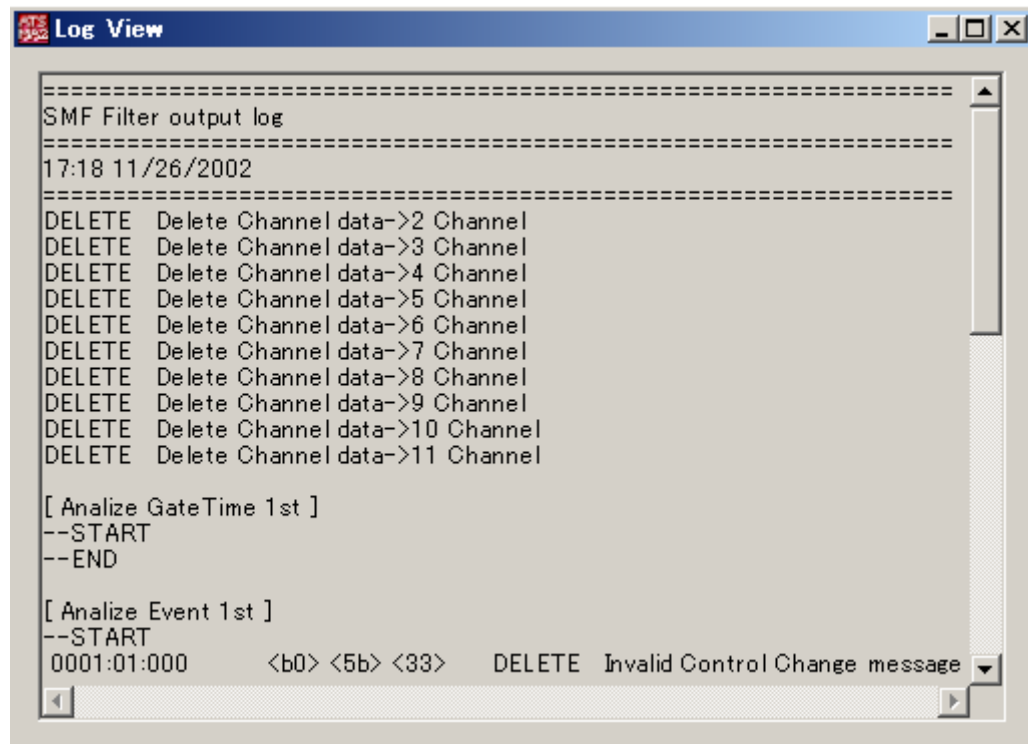 Log View
=================================================================
SMF Filter output log
=================================================================
17:18 11/26/2002
=================================================================
DELETE Delete Channel data->2 Channel
DELETE Delete Channel data->3 Channel
DELETE Delete Channel data->4 Channel
DELETE Delete Channel data->5 Channel
DELETE Delete Channel data->6 Channel
DELETE Delete Channel data->7 Channel
DELETE Delete Channel data->8 Channel
DELETE Delete Channel data->9 Channel
DELETE Delete Channel data->10 Channel
DELETE Delete Channel data->11 Channel
[ Analize GateTime 1st ]
--START
--END
[ Analize Event 1st ]
--START
0001:01:000 <b0> <5b> <33> DELETE Invalid Control Change message